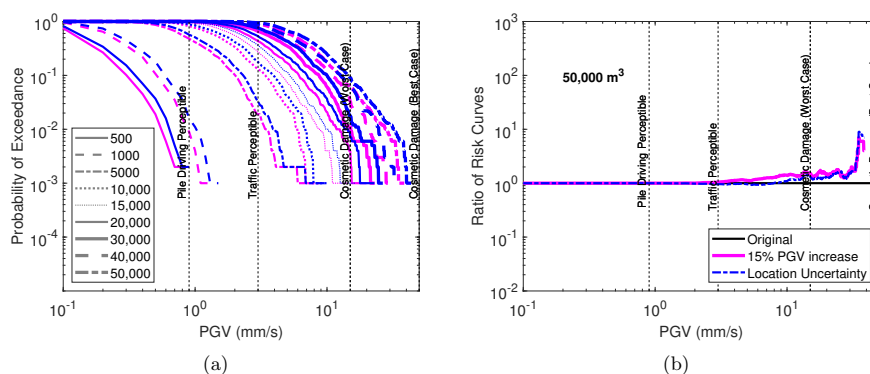 10^0
10^-1
10^-2
10^-3
10^-4
Probability of Exceedance
500
1000
5000
10,000
15,000
20,000
30,000
40,000
50,000
Pile Driving Perceptible
Traffic Perceptible
Cosmetic Damage (Worst Case)
Cosmetic Damage (Best Case)
10^-1
10^0
10^1
PGV (mm/s)
(a)
10^3
10^2
10^1
10^0
10^-1
10^-2
Ratio of Risk Curves
50,000 m^3
Pile Driving Perceptible
Traffic Perceptible
Cosmetic Damage (Worst Case)
Original
15% PGV increase
Location Uncertainty
10^-1
10^0
10^1
PGV (mm/s)
(b)